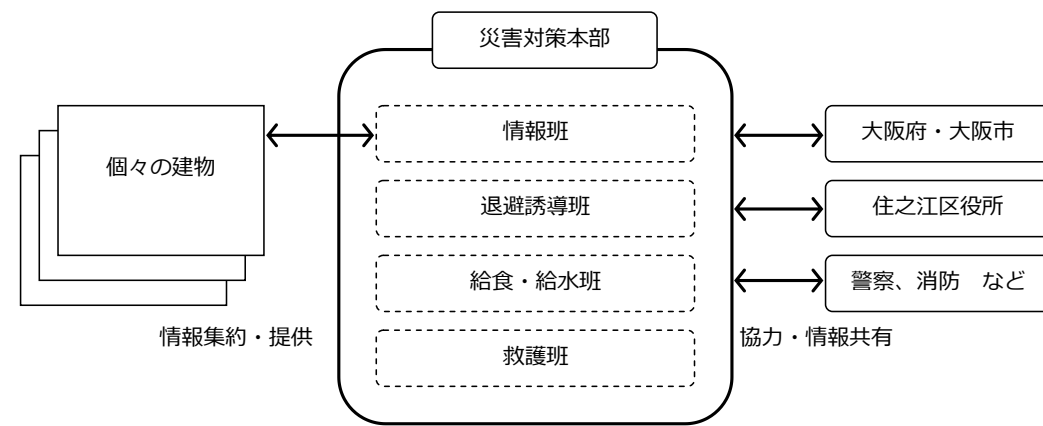 災害対策本部
情報班
退避誘導班
給食・給水班
救護班
個々の建物
情報集約・提供
大阪府・大阪市
住之江区役所
警察、消防　など
協力・情報共有